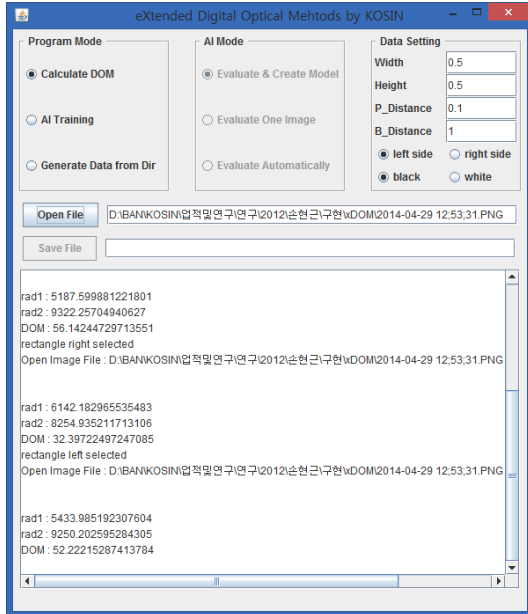 eXtended Digital Optical Mehtods by KOSIN
Program Mode
AI Mode
Data Setting
Calculate DOM
Evaluate & Create Model
Width 0.5
Height 0.5
AI Training
Evaluate One Image
P_Distance 0.1
B_Distance 1
left side right side
Generate Data from Dir
Evaluate Automatically
black white
Open File D:\BAN\KOSIN\업적및연구\연구\2012\손현근\구현\xDOM\2014-04-29 12;53;31.PNG
Save File
rad1 : 5187.599881221801
rad2 : 9322.25704940627
DOM : 56.14244729713551
rectangle right selected
Open Image File : D:\BAN\KOSIN\업적및연구\연구\2012\손현근\구현\xDOM\2014-04-29 12;53;31.PNG
rad1 : 6142.182965535483
rad2 : 8254.935211713106
DOM : 32.39722497247085
rectangle left selected
Open Image File : D:\BAN\KOSIN\업적및연구\연구\2012\손현근\구현\xDOM\2014-04-29 12;53;31.PNG
rad1 : 5433.985192307604
rad2 : 9250.202595284305
DOM : 52.22215287413784